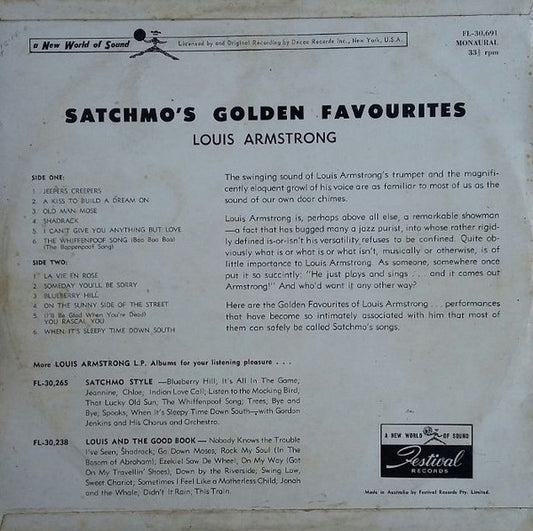 a New World of Sound
Licensed by and Original Recording by Decca Records Inc., New York, U.S.A.
FL-30,691
MONAURAL
33⅓ rpm
SATCHMO'S GOLDEN FAVOURITES
LOUIS ARMSTRONG
SIDE ONE:
1 JEEPERS CREEPERS
2. A KISS TO BUILD A DREAM ON
3. OLD MAN MOSE
4. SHADRACK
5. I CAN'T GIVE YOU ANYTHING BUT LOVE
6. THE WHIFFENPOOF SONG (Baa Baa Baa)
(The Boppenpoof Song)
SIDE TWO:
1. LA VIE EN ROSE
2. SOMEDAY YOU'LL BE SORRY
3 BLUEBERRY HILL
4. ON THE SUNNY SIDE OF THE STREET
5. (I'll Be Glad When You're Dead)
YOU RASCAL YOU
6. WHEN IT'S SLEEPY TIME DOWN SOUTH
The swinging sound of Louis Armstrong's trumpet and the magnifi-
cently eloquent growl of his voice are as familiar to most of us as the
sound of our own door chimes.
Louis Armstrong is, perhaps above all else, a remarkable showman
—a fact that has bugged many a jazz purist, into whose rather rigid-
ly defined is-or-isn't his versatility refuses to be confined. Quite ob-
viously what is or what is or what isn't, musically or otherwise, is of
little importance to Louis Armstrong. As someone, somewhere once
put it so succintly: "He just plays and sings . . . and it comes out
Armstrong!" And who'd want it any other way?
Here are the Golden Favourites of Louis Armstrong . . . performances
that have become so intimately associated with him that most of
them can safely be called Satchmo's songs.
More LOUIS ARMSTRONG L.P. Albums for your listening pleasure . . .
FL-30,265 SATCHMO STYLE —Blueberry Hill; It's All In The Game;
Jeannine, Chloe; Indian Love Call; Listen to the Mocking Bird,
That Lucky Old Sun; The Whiffenpoof Song; Trees; Bye and
Bye; Spooks; When It's Sleepy Time Down South—with Gordon
Jenkins and His Chorus and Orchestra.
FL-30,238 LOUIS AND THE GOOD BOOK — Nobody Knows the Trouble
I've Seen; Shadrack; Go Down Moses; Rock My Soul (In The
Bosom of Abraham); Ezekiel Saw De Wheel; On My Way (Got
On My Travellin' Shoes); Down by the Riverside; Swing Low,
Sweet Chariot; Sometimes I Feel Like a Motherless Child; Jonah
and the Whale; Didn't It Rain; This Train.
A NEW WORLD OF SOUND
Festival
RECORDS
Made in Australia by Festival Records Pty. Limited.